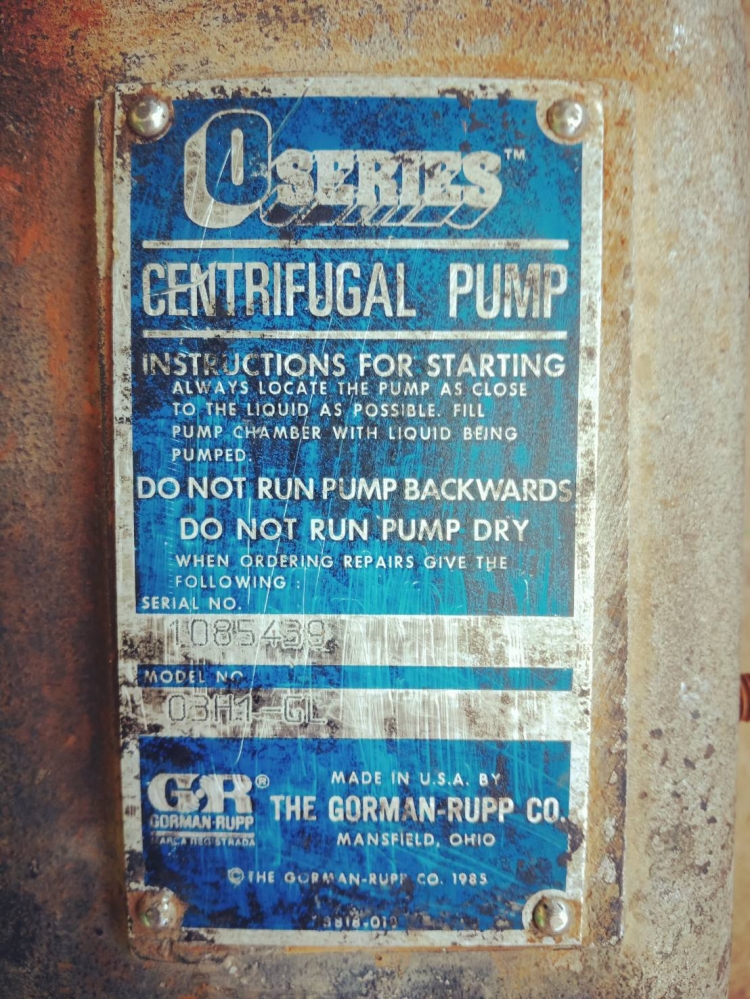 O SERIES™
CENTRIFUGAL PUMP
INSTRUCTIONS FOR STARTING
ALWAYS LOCATE THE PUMP AS CLOSE
TO THE LIQUID AS POSSIBLE. FILL
PUMP CHAMBER WITH LIQUID BEING
PUMPED.
DO NOT RUN PUMP BACKWARDS
DO NOT RUN PUMP DRY
WHEN ORDERING REPAIRS GIVE THE
FOLLOWING :
SERIAL NO.
1085439
MODEL NO
03H1-GL
G·R®
GORMAN-RUPP
MARCA REGISTRADA
MADE IN U.S.A. BY
THE GORMAN-RUPP CO.
MANSFIELD, OHIO
© THE GORMAN-RUPP CO. 1985